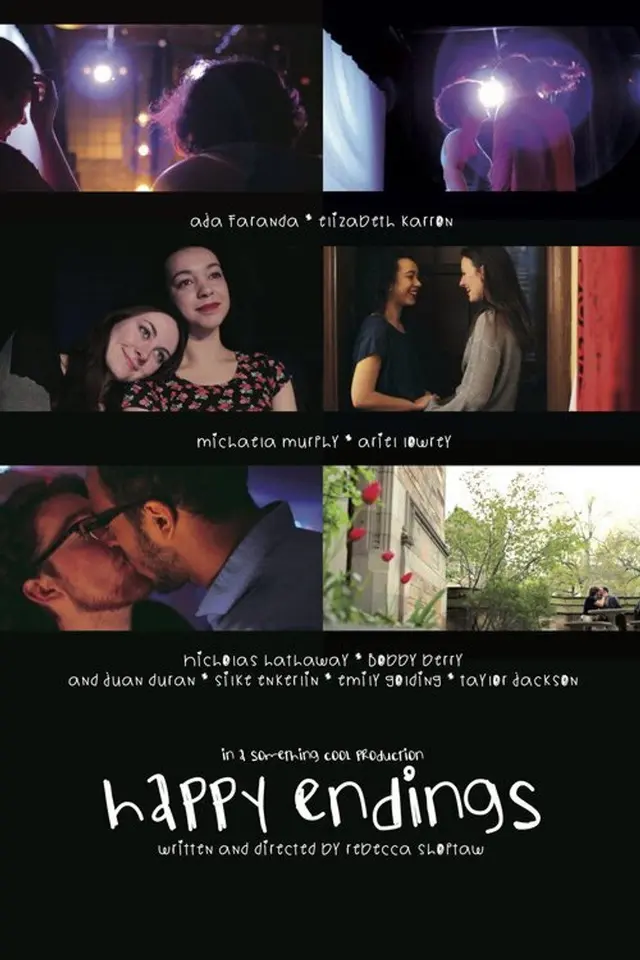 ada faranda * elizabeth karron
michaela murphy * ariel lowrey
nicholas hathaway * bobby berry
and duan duran * silke enkerlin * emily golding * taylor jackson
in a something cool production
happy endings
written and directed by rebecca shoptaw